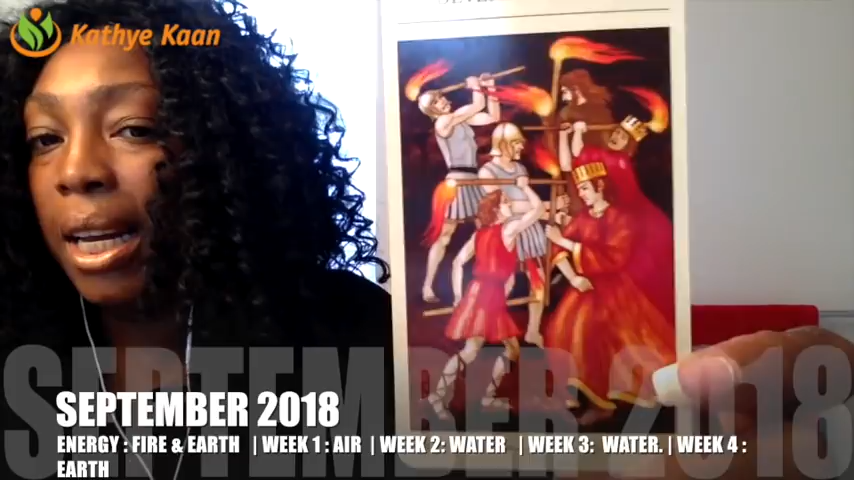 Kathye Kaan
SEPTEMBER 2018
SEPTEMBER 2018
ENERGY : FIRE & EARTH | WEEK 1 : AIR | WEEK 2: WATER | WEEK 3: WATER. | WEEK 4 :
EARTH